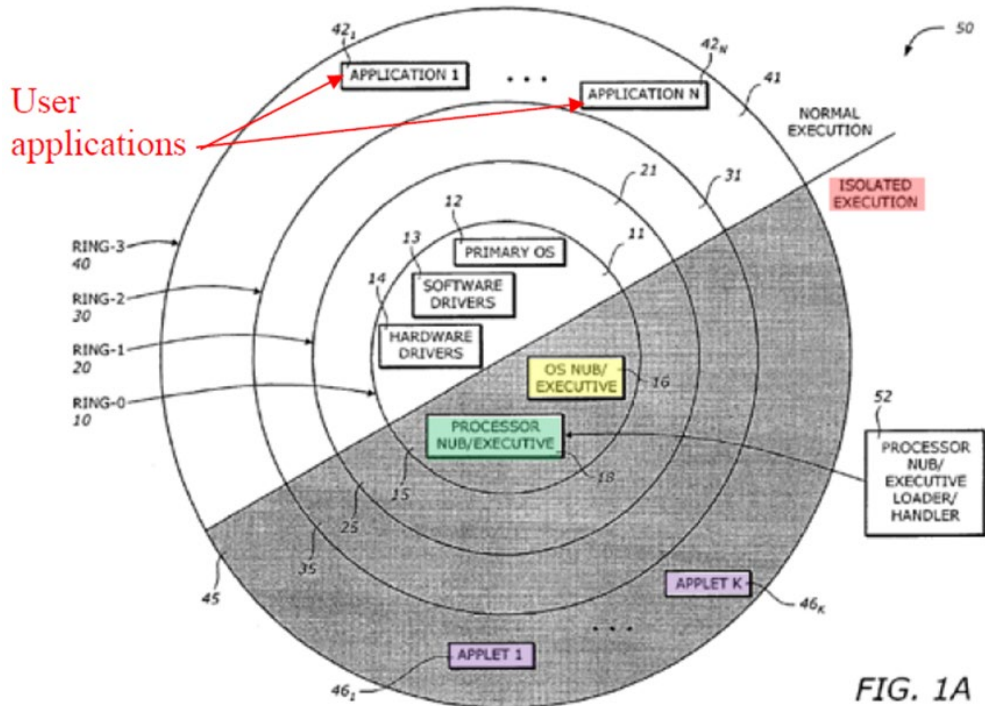 50
42₁
42ₙ
APPLICATION 1
. . .
APPLICATION N
41
User
applications
NORMAL
EXECUTION
ISOLATED
EXECUTION
21
31
12
PRIMARY OS
11
13
SOFTWARE
DRIVERS
14
HARDWARE
DRIVERS
RING-3
40
RING-2
30
RING-1
20
RING-0
10
OS NUB/
EXECUTIVE
16
PROCESSOR
NUB/EXECUTIVE
18
15
25
35
45
52
PROCESSOR
NUB/
EXECUTIVE
LOADER/
HANDLER
APPLET K
46ₖ
. . .
APPLET 1
46₁
FIG. 1A